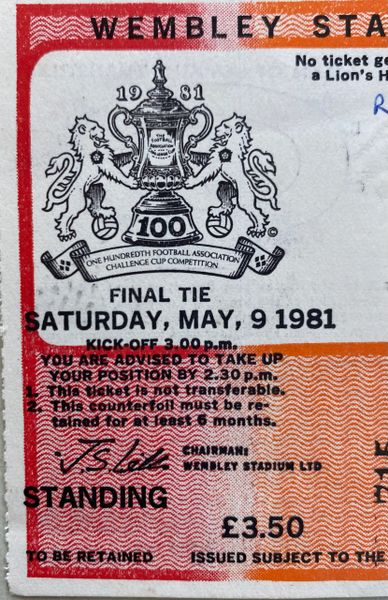 WEMBLEY STA
No ticket ge
a Lion's H
R
1981
THE
FOOTBALL
ASSOCIATION
100
ONE HUNDREDTH FOOTBALL ASSOCIATION
CHALLENGE CUP COMPETITION
©
FINAL TIE
SATURDAY, MAY, 9 1981
KICK-OFF 3.00 p.m.
YOU ARE ADVISED TO TAKE UP
YOUR POSITION BY 2.30 p.m.
1. This ticket is not transferable.
2. This counterfoil must be re-
tained for at least 6 months.
CHAIRMAN:
WEMBLEY STADIUM LTD
STANDING
£3.50
TO BE RETAINED ISSUED SUBJECT TO THE